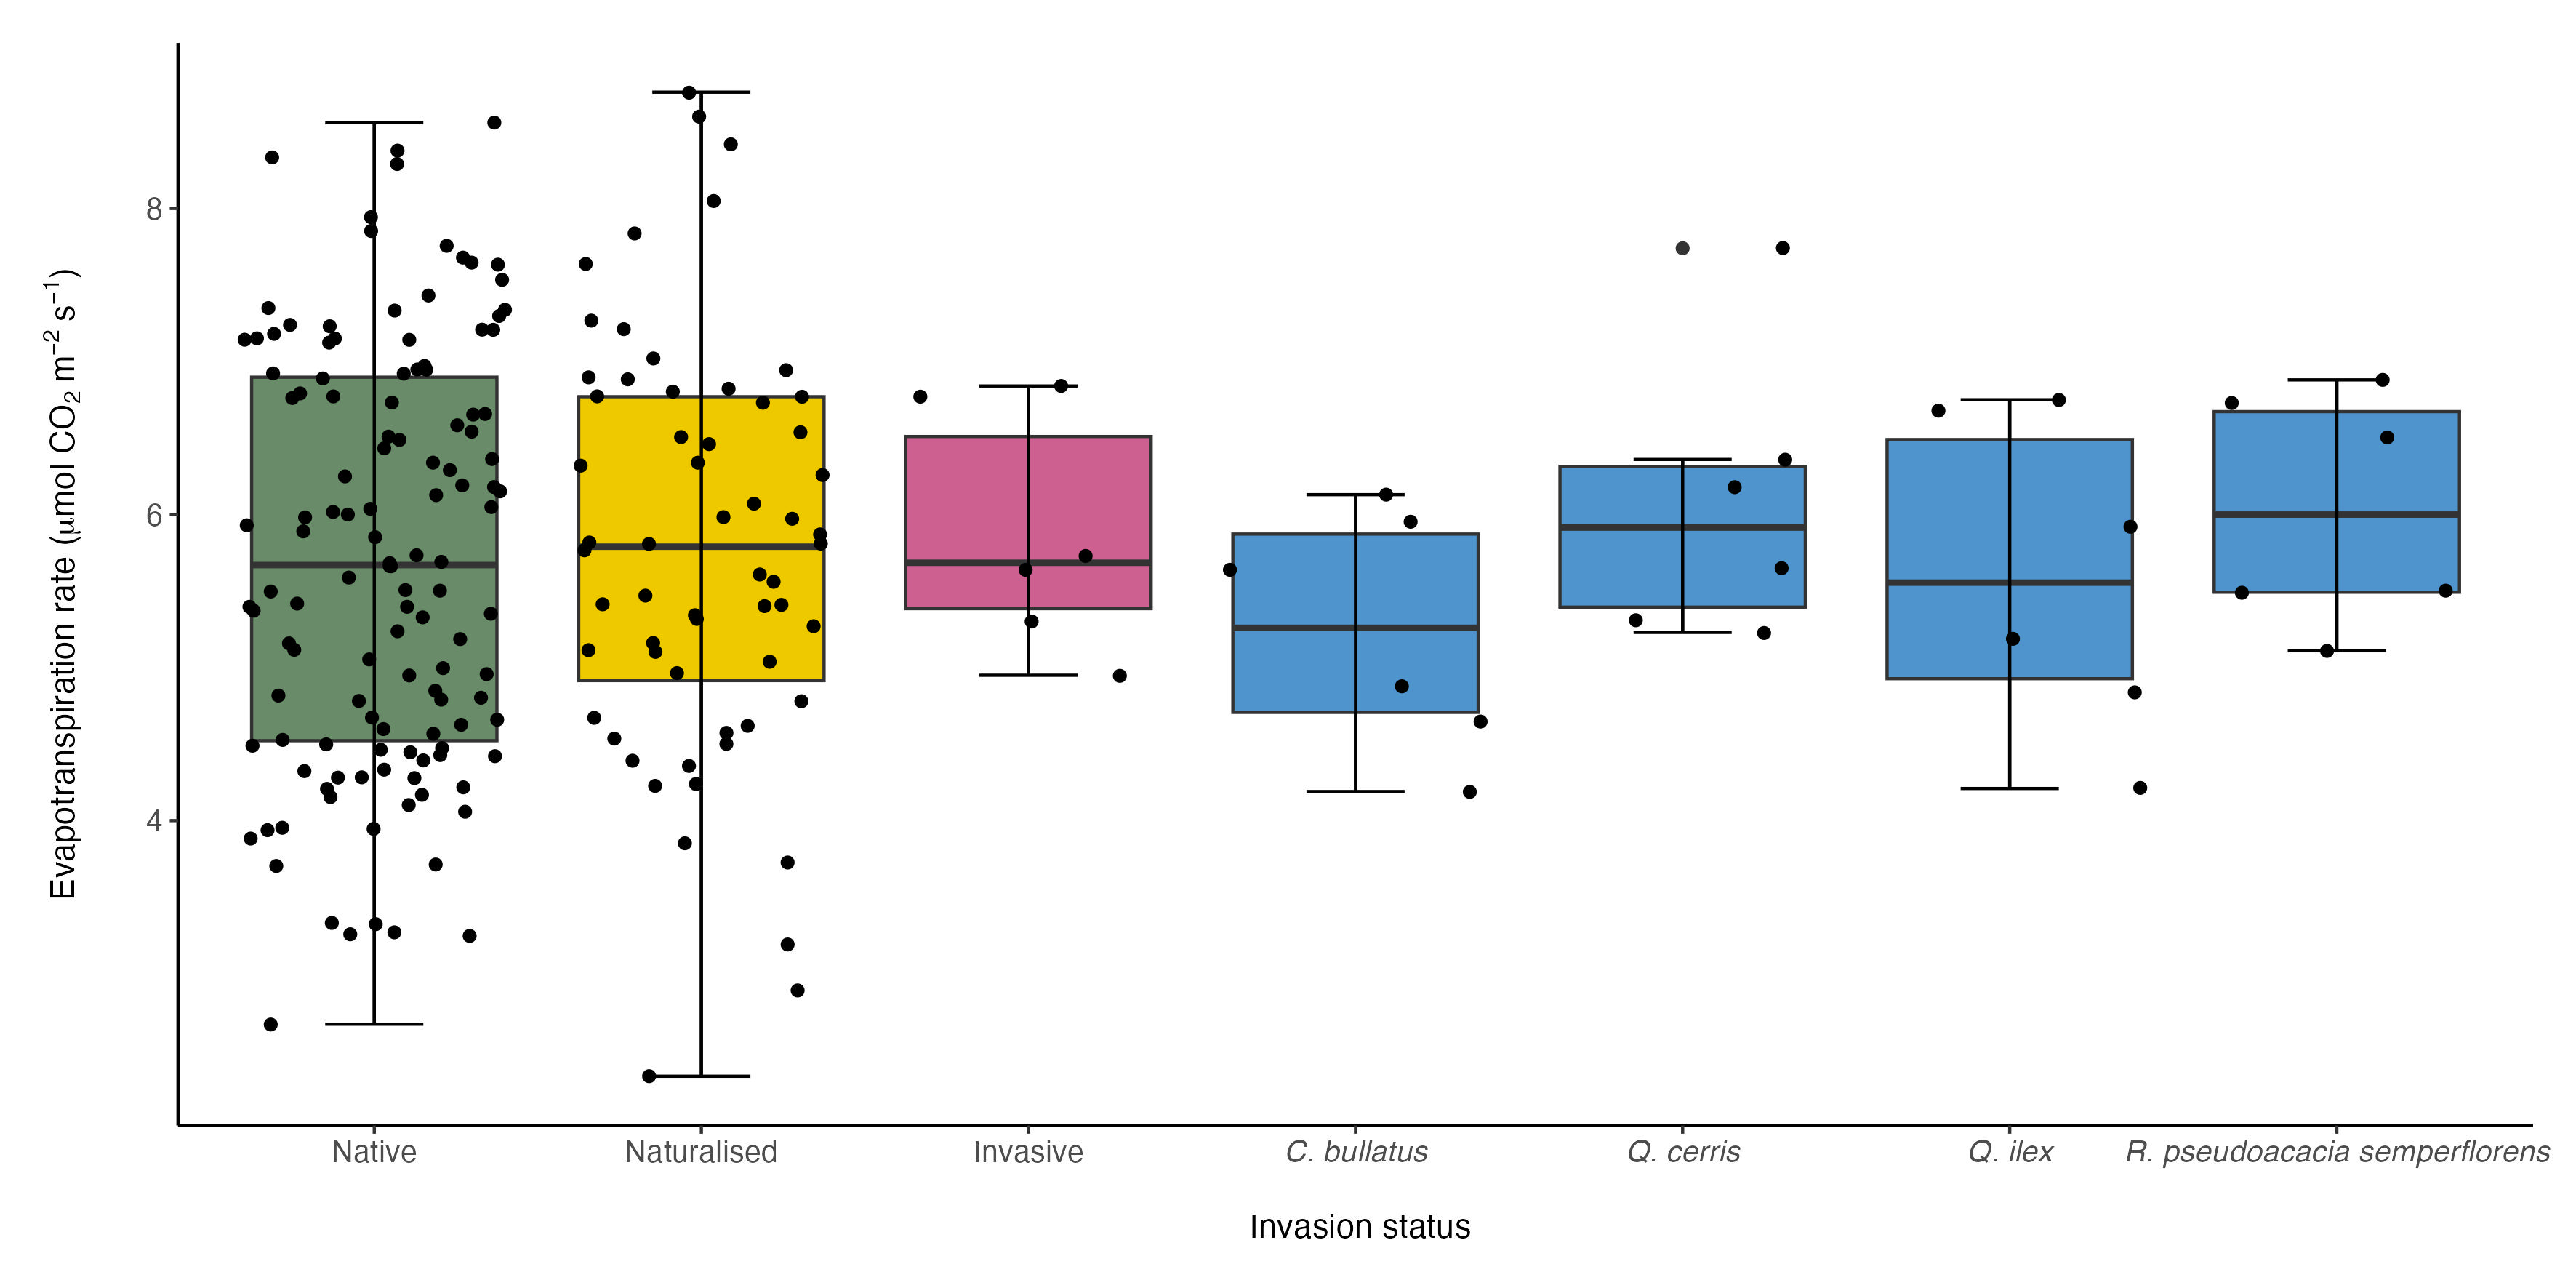 Evapotranspiration rate (μmol CO₂ m⁻² s⁻¹)
8
6
4
Native Naturalised Invasive C. bullatus Q. cerris Q. ilex R. pseudoacacia semperflorens
Invasion status